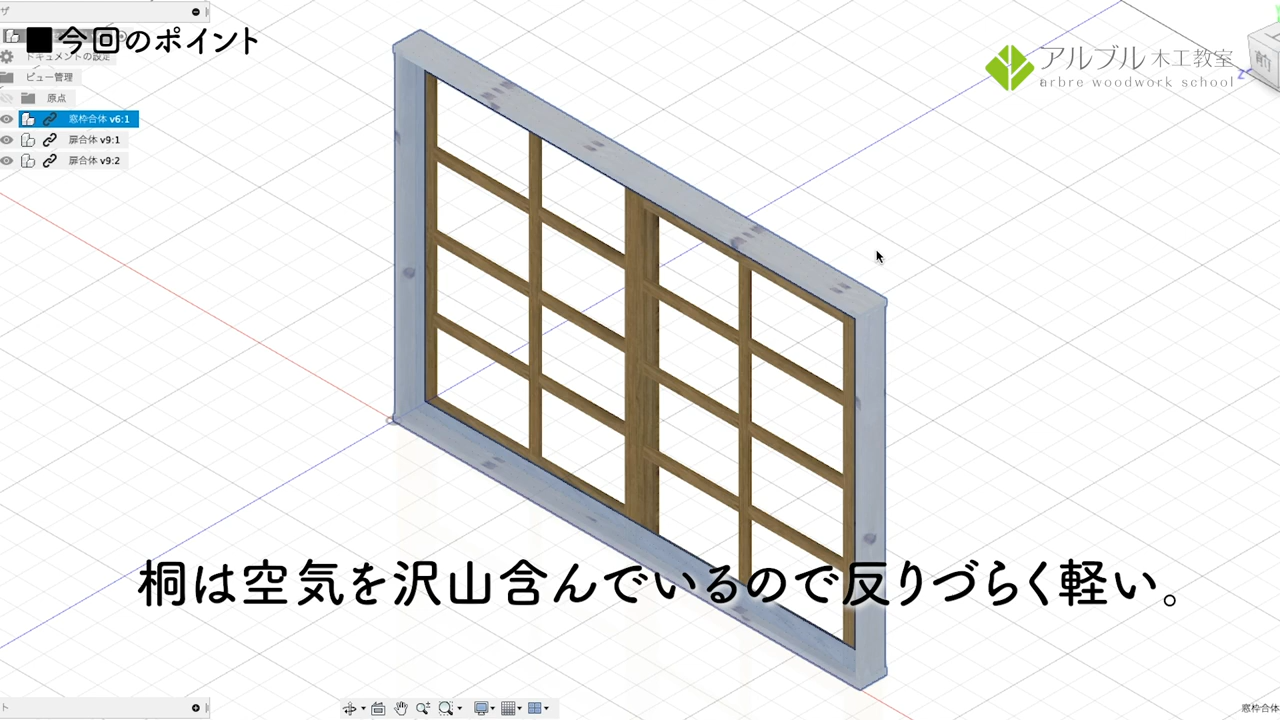 ザ
■今回のポイント
ドキュメントの設定
ビュー管理
原点
窓枠合体 v6:1
扉合体 v9:1
扉合体 v9:2
アルブル 木工教室
arbre woodwork school
Z
桐は空気を沢山含んでいるので反りづらく軽い。
ト
窓枠合体